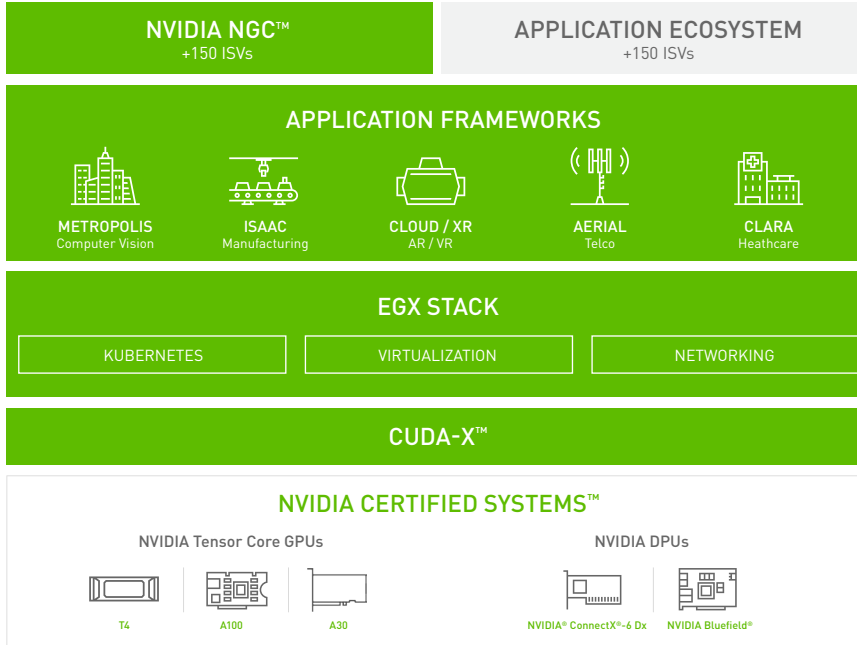 NVIDIA NGC™
+150 ISVs
APPLICATION ECOSYSTEM
+150 ISVs
APPLICATION FRAMEWORKS
METROPOLIS
Computer Vision
ISAAC
Manufacturing
CLOUD / XR
AR / VR
AERIAL
Telco
CLARA
Heathcare
EGX STACK
KUBERNETES
VIRTUALIZATION
NETWORKING
CUDA-X™
NVIDIA CERTIFIED SYSTEMS™
NVIDIA Tensor Core GPUs
NVIDIA DPUs
T4
A100
A30
NVIDIA® ConnectX®-6 Dx
NVIDIA Bluefield®